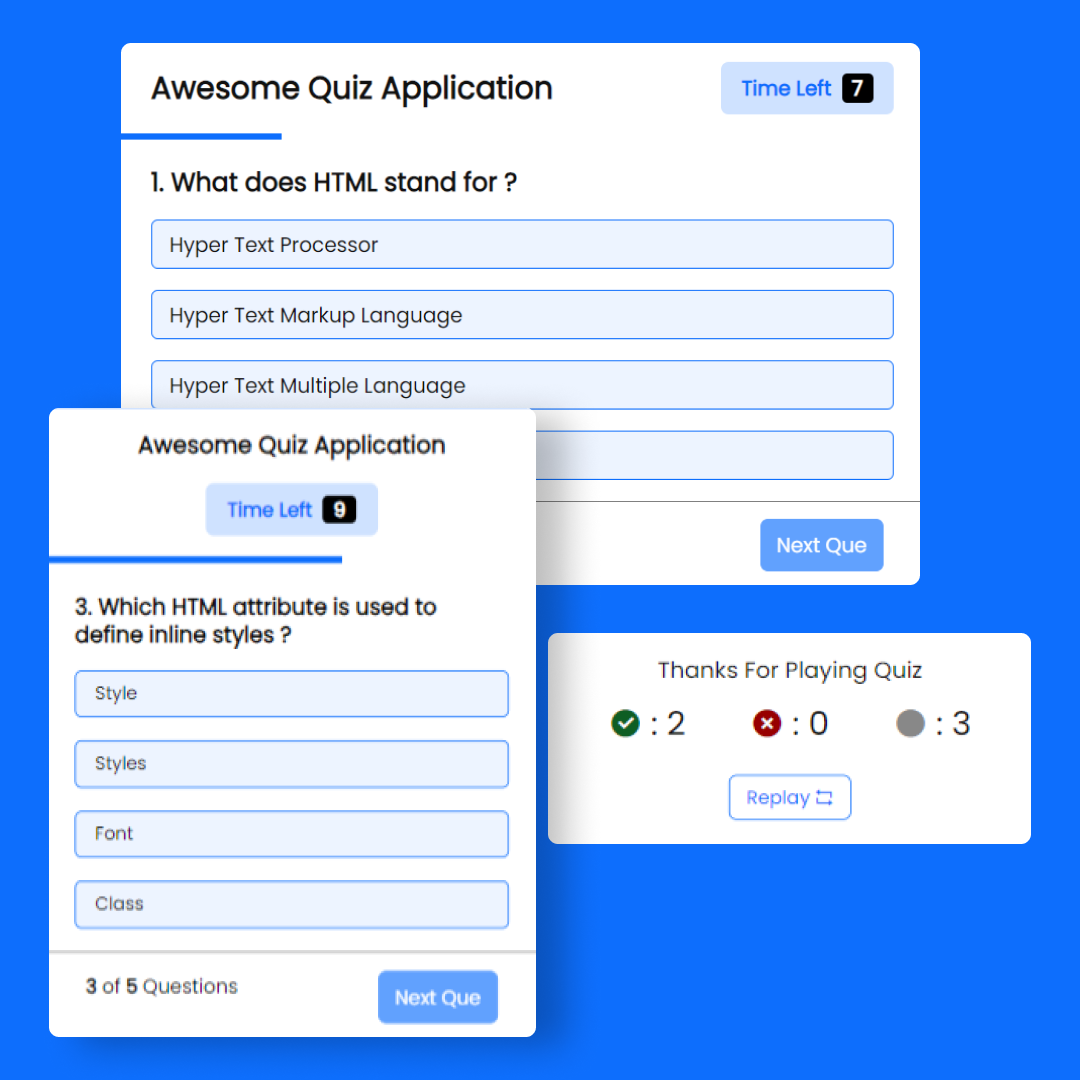 Awesome Quiz Application
Time Left 7
1. What does HTML stand for ?
Hyper Text Processor
Hyper Text Markup Language
Hyper Text Multiple Language
Next Que
Awesome Quiz Application
Time Left 9
3. Which HTML attribute is used to
define inline styles ?
Style
Styles
Font
Class
3 of 5 Questions
Next Que
Thanks For Playing Quiz
: 2 : 0 : 3
Replay